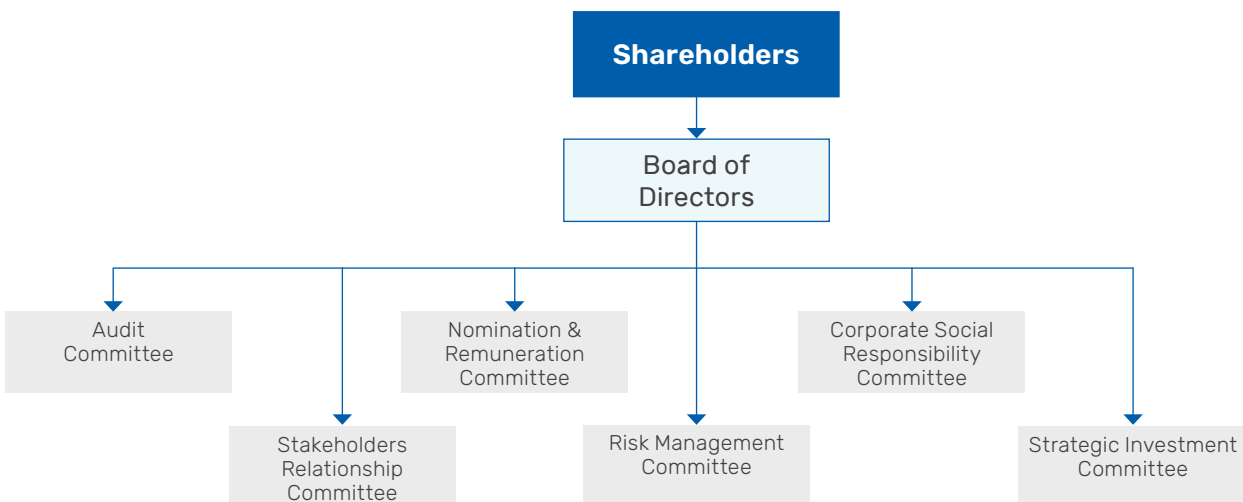 Shareholders
Board of
Directors
Audit
Committee
Nomination &
Remuneration
Committee
Corporate Social
Responsibility
Committee
Stakeholders
Relationship
Committee
Risk Management
Committee
Strategic Investment
Committee